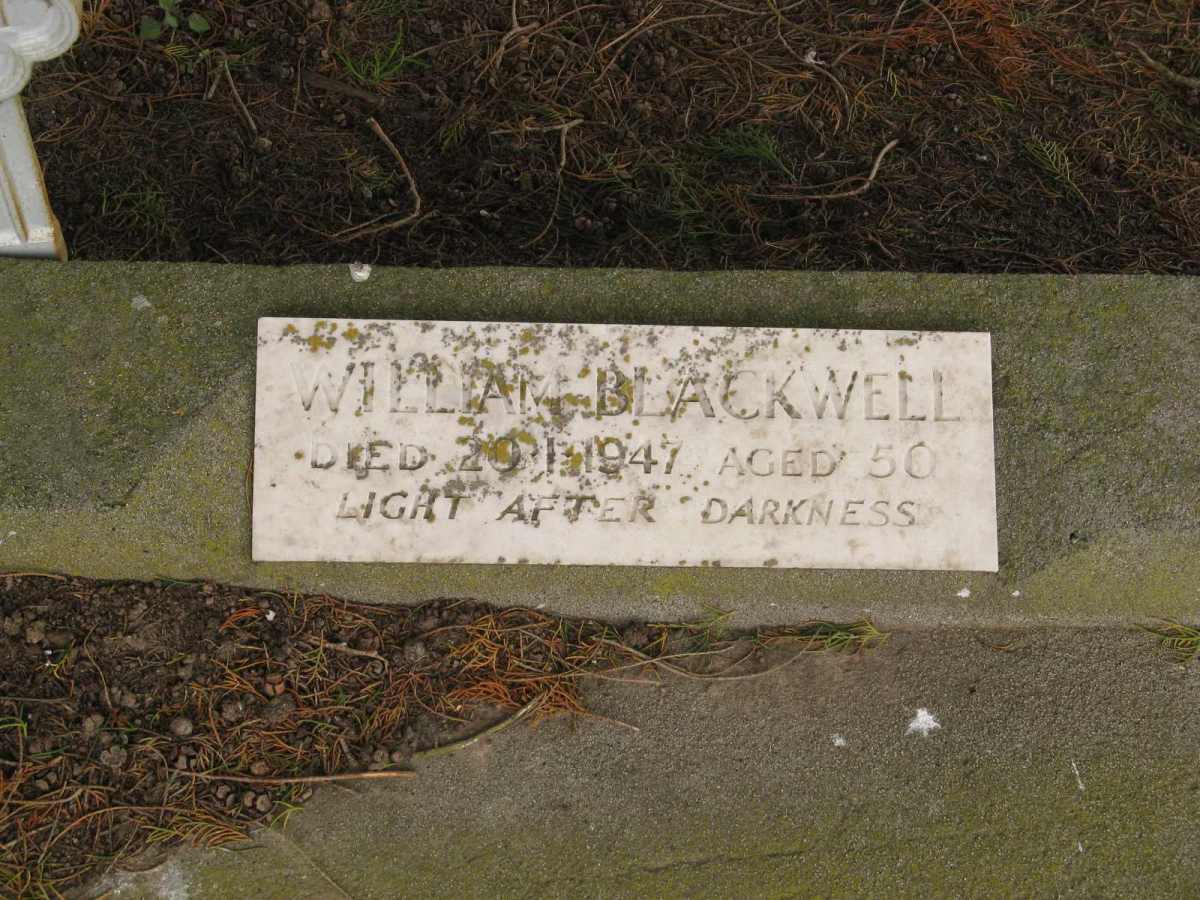 WILLIAM BLACKWELL
DIED 20·1·1947 AGED 50
LIGHT AFTER DARKNESS